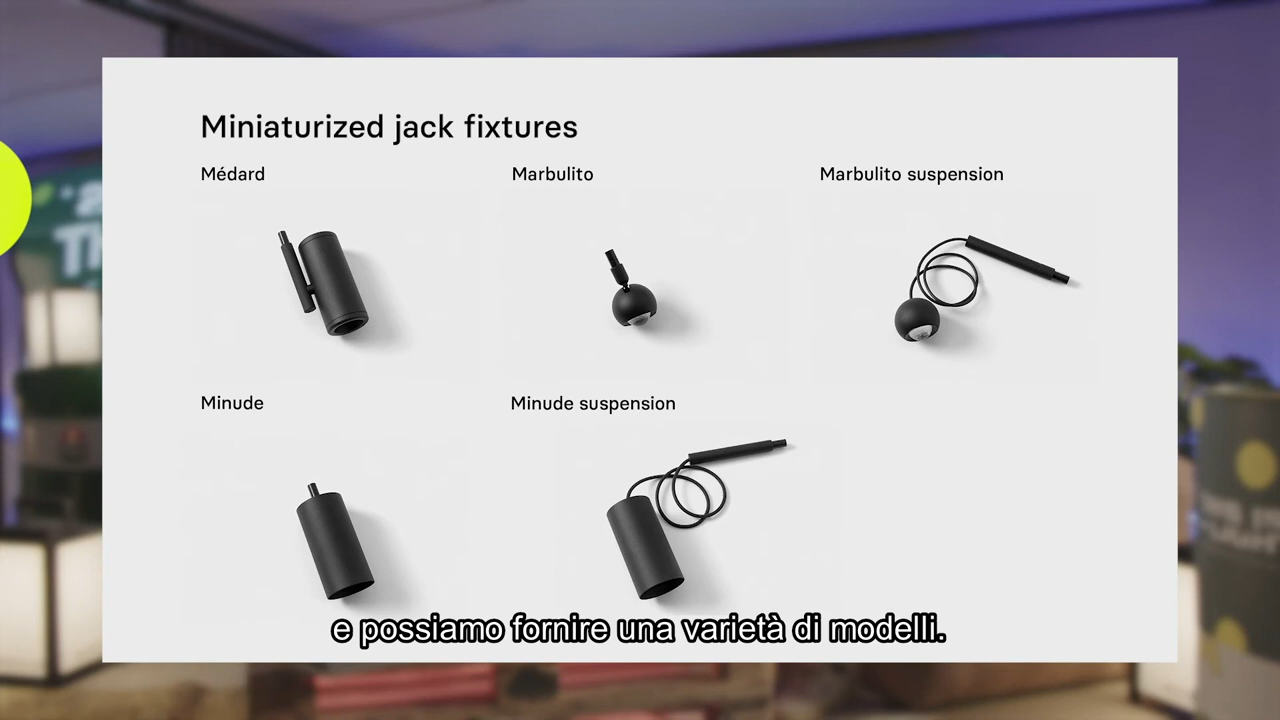 Miniaturized jack fixtures
Médard
Marbulito
Marbulito suspension
Minude
Minude suspension
e possiamo fornire una varietà di modelli.